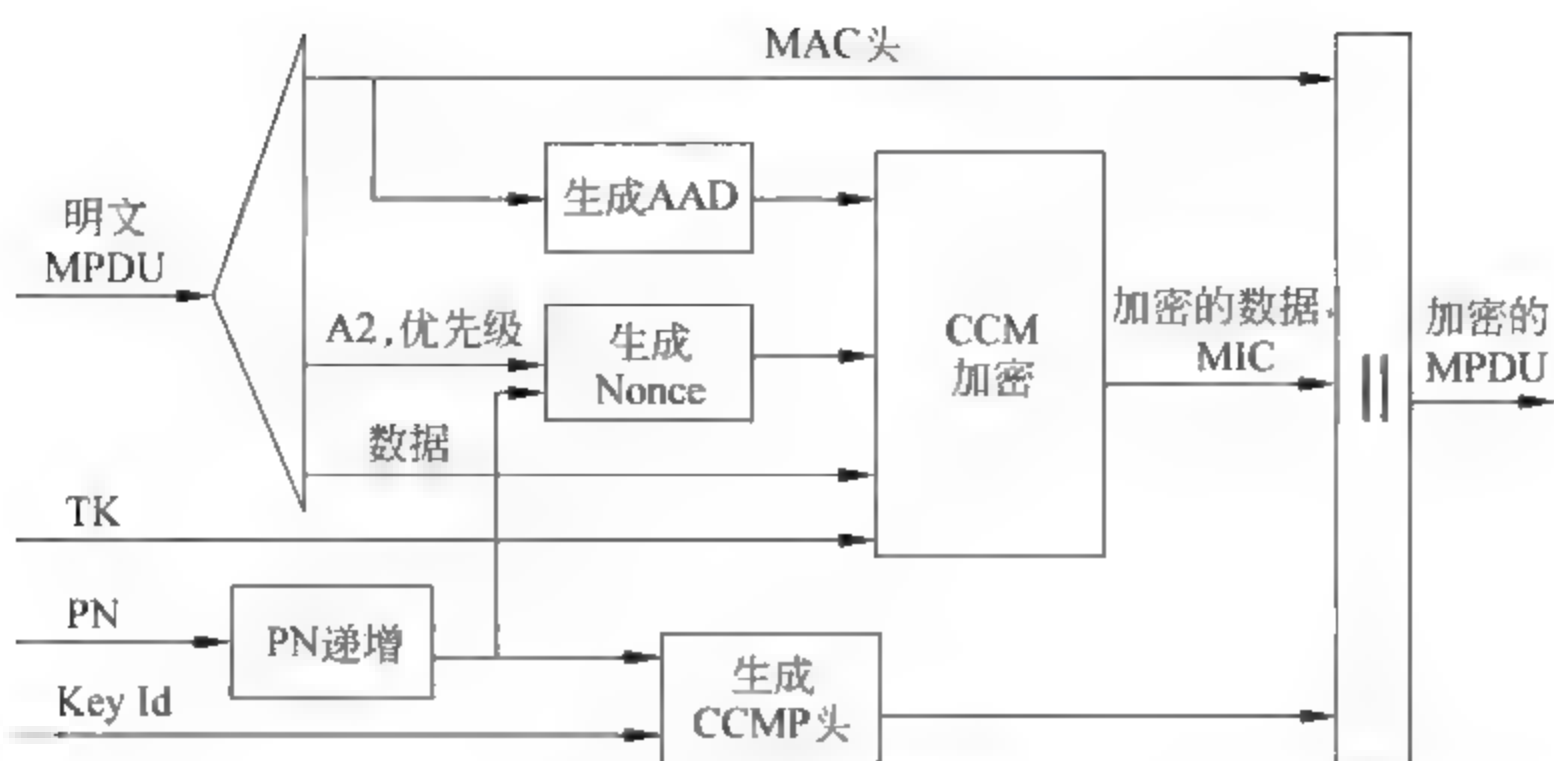 MAC头
明文
MPDU
生成AAD
A2,优先级
生成
Nonce
数据
CCM
加密
加密的数据,
MIC
||
加密的
MPDU
TK
PN
PN递增
Key Id
生成
CCMP头